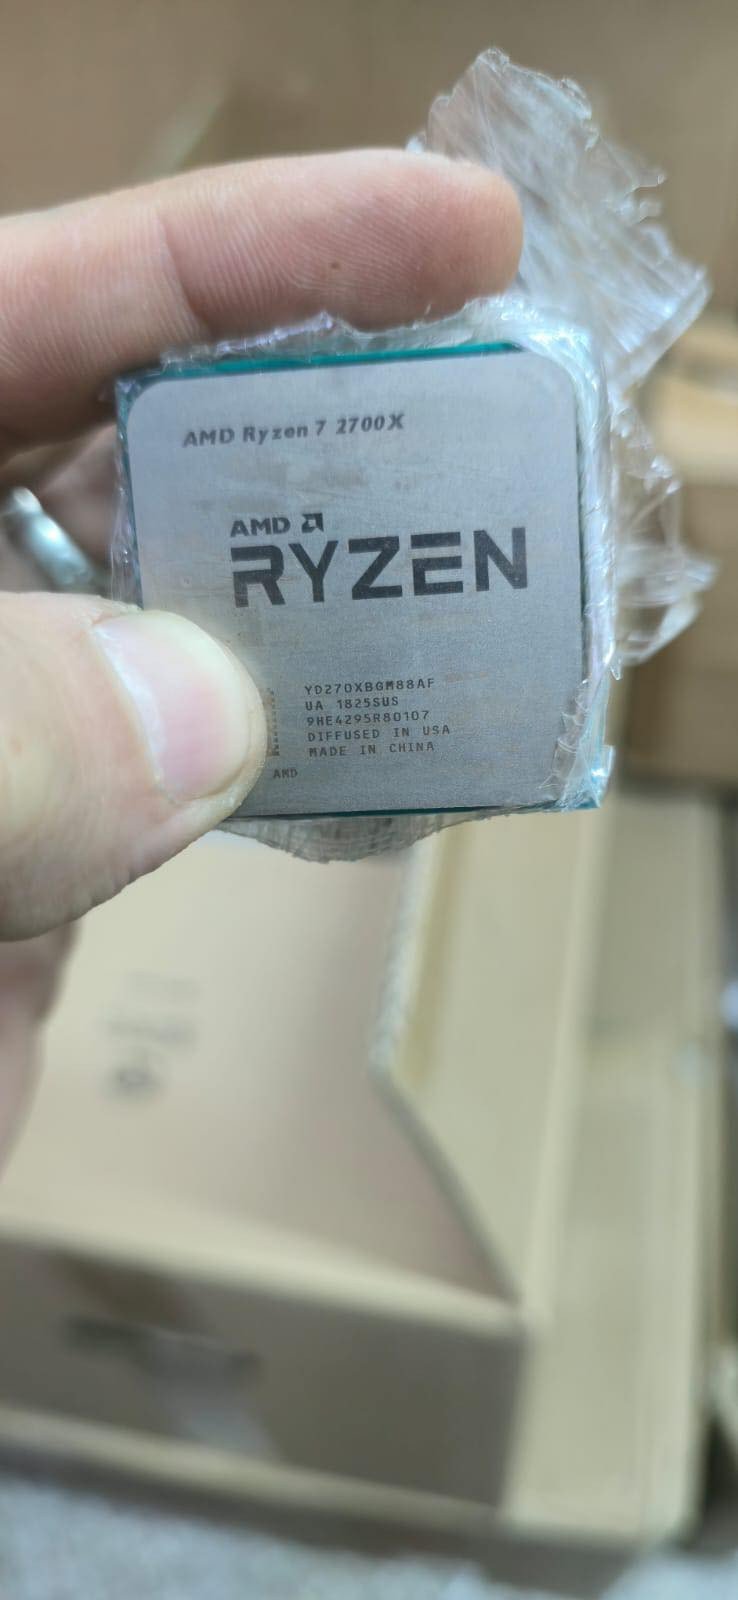 AMD Ryzen 7 2700X
AMD
RYZEN
YD270XBGM88AF
UA 1825SUS
9HE4295R80107
DIFFUSED IN USA
MADE IN CHINA
AMD